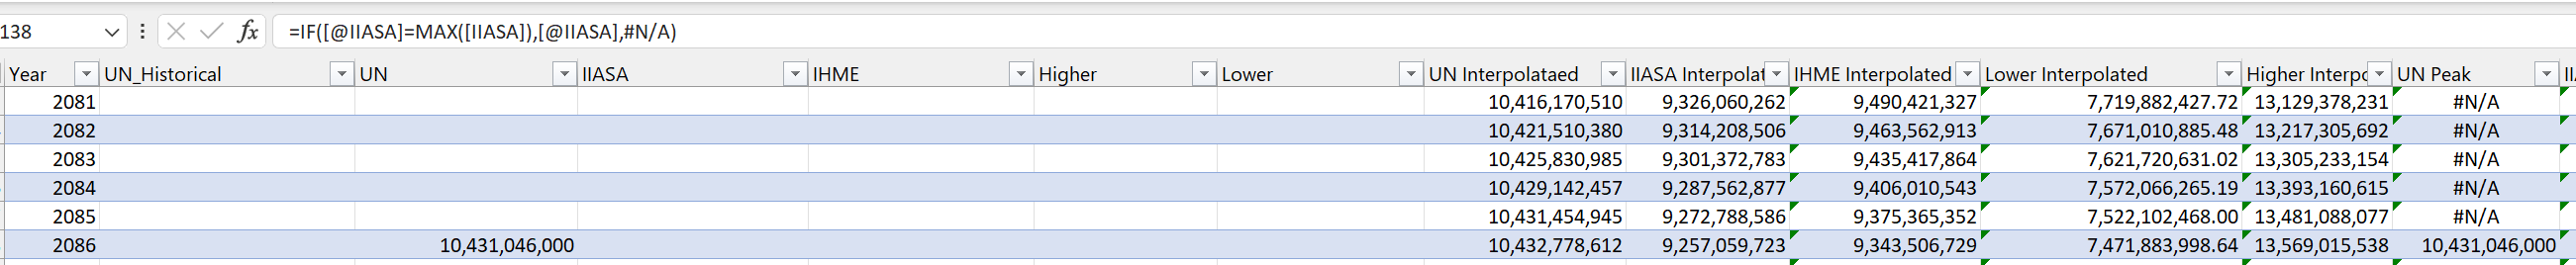 138 fx =IF([@IIASA]=MAX([IIASA]),[@IIASA],#N/A)
Year UN_Historical UN IIASA IHME Higher Lower UN Interpolataed IIASA Interpolat IHME Interpolated Lower Interpolated Higher Interpo UN Peak
2081 10,416,170,510 9,326,060,262 9,490,421,327 7,719,882,427.72 13,129,378,231 #N/A
2082 10,421,510,380 9,314,208,506 9,463,562,913 7,671,010,885.48 13,217,305,692 #N/A
2083 10,425,830,985 9,301,372,783 9,435,417,864 7,621,720,631.02 13,305,233,154 #N/A
2084 10,429,142,457 9,287,562,877 9,406,010,543 7,572,066,265.19 13,393,160,615 #N/A
2085 10,431,454,945 9,272,788,586 9,375,365,352 7,522,102,468.00 13,481,088,077 #N/A
2086 10,431,046,000 10,432,778,612 9,257,059,723 9,343,506,729 7,471,883,998.64 13,569,015,538 10,431,046,000